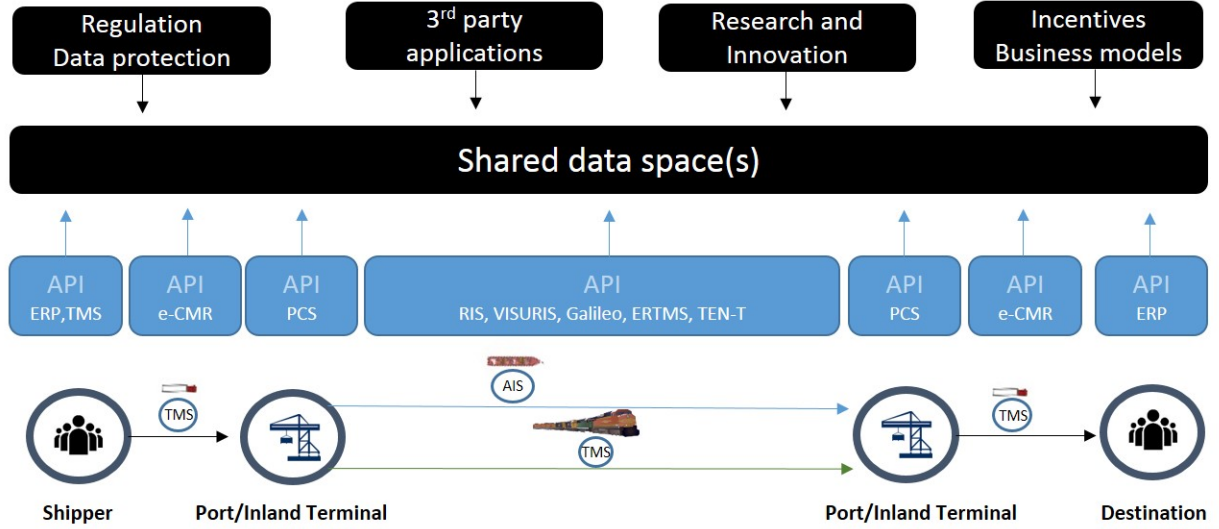 Regulation
Data protection
3rd party
applications
Research and
Innovation
Incentives
Business models
Shared data space(s)
API
ERP,TMS
API
e-CMR
API
PCS
API
RIS, VISURIS, Galileo, ERTMS, TEN-T
API
PCS
API
e-CMR
API
ERP
TMS
AIS
TMS
TMS
Shipper
Port/Inland Terminal
Port/Inland Terminal
Destination